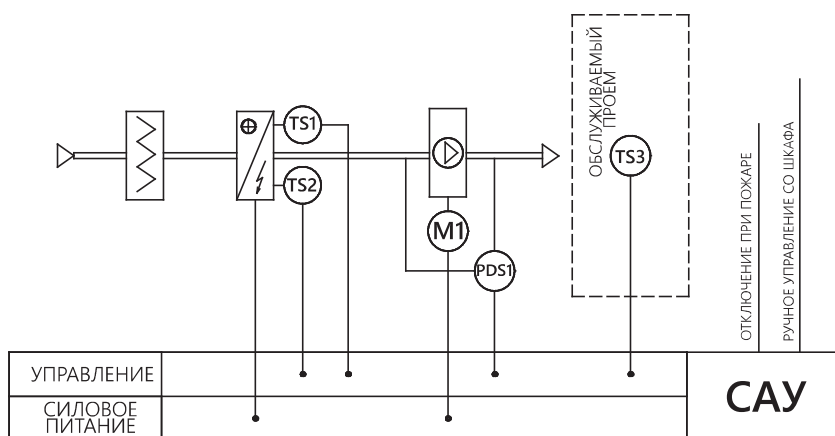 ОБСЛУЖИВАЕМЫЙ
ПРОЕМ
TS1
TS2
TS3
M1
PDS1
ОТКЛЮЧЕНИЕ ПРИ ПОЖАРЕ
РУЧНОЕ УПРАВЛЕНИЕ СО ШКАФА
УПРАВЛЕНИЕ
СИЛОВОЕ
ПИТАНИЕ
САУ